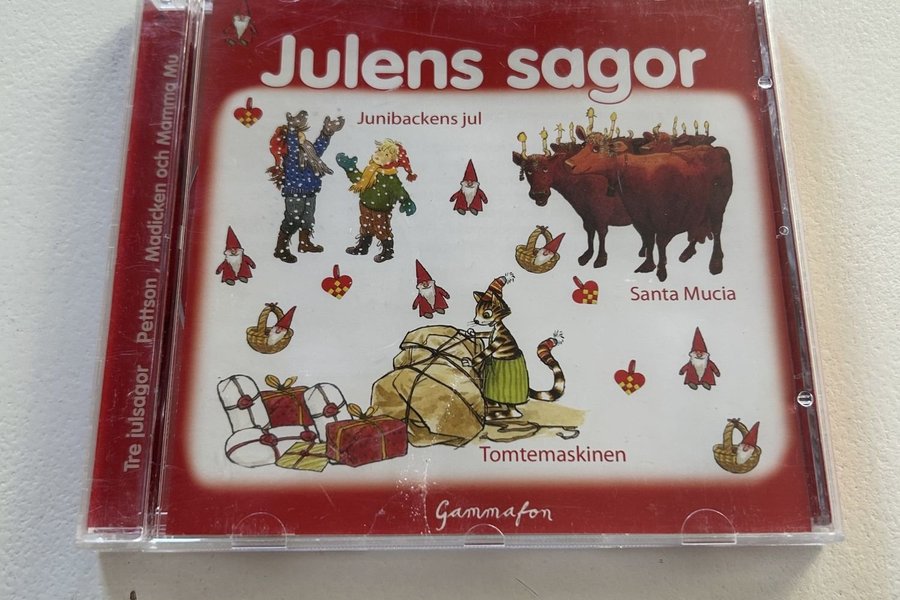 Julens sagor
Junibackens jul
Santa Mucia
Tomtemaskinen
Gammafon
Tre julsagor Pettson, Madicken och Mamma Mu